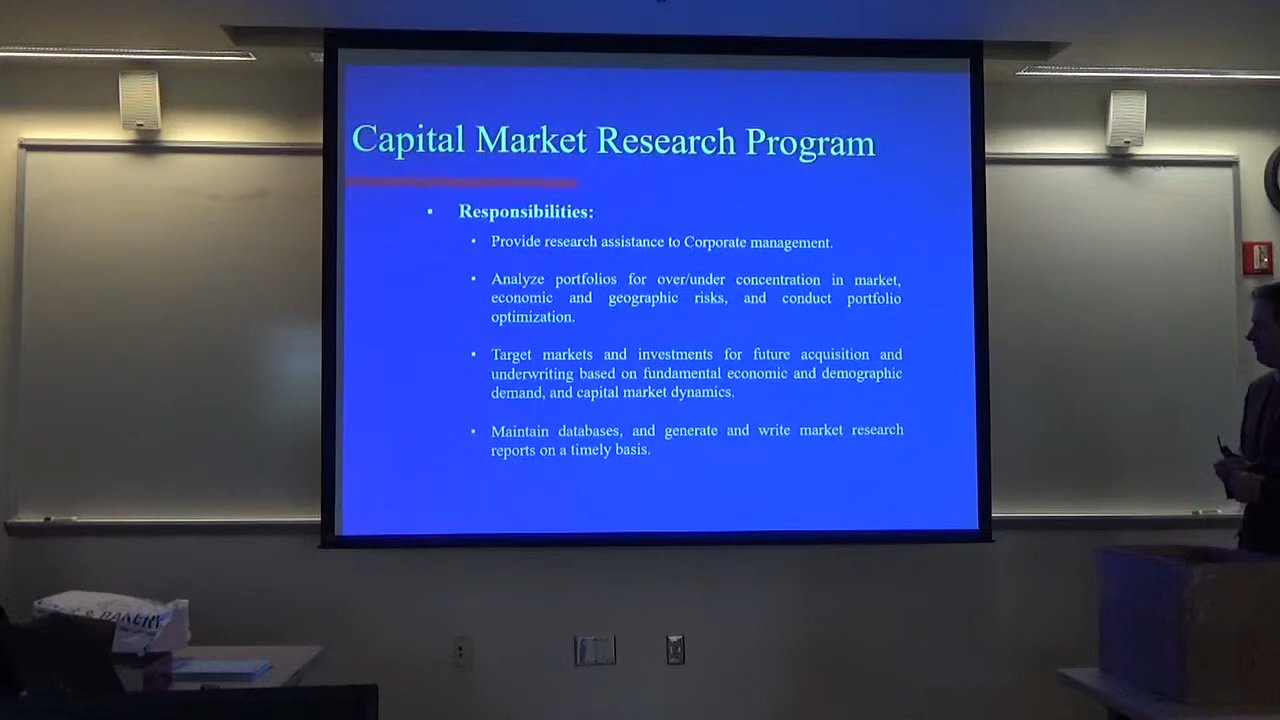 Capital Market Research Program
• Responsibilities:
• Provide research assistance to Corporate management.
• Analyze portfolios for over/under concentration in market,
economic and geographic risks, and conduct portfolio
optimization.
• Target markets and investments for future acquisition and
underwriting based on fundamental economic and demographic
demand, and capital market dynamics.
• Maintain databases, and generate and write market research
reports on a timely basis.
BAKERY